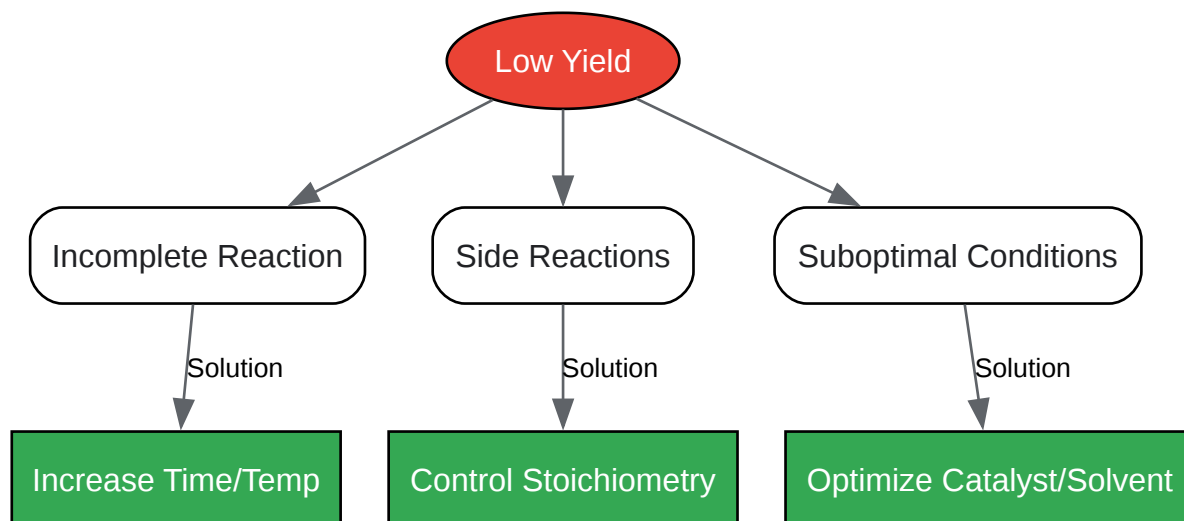 Low Yield
Incomplete Reaction
Side Reactions
Suboptimal Conditions
Solution
Solution
Solution
Increase Time/Temp
Control Stoichiometry
Optimize Catalyst/Solvent